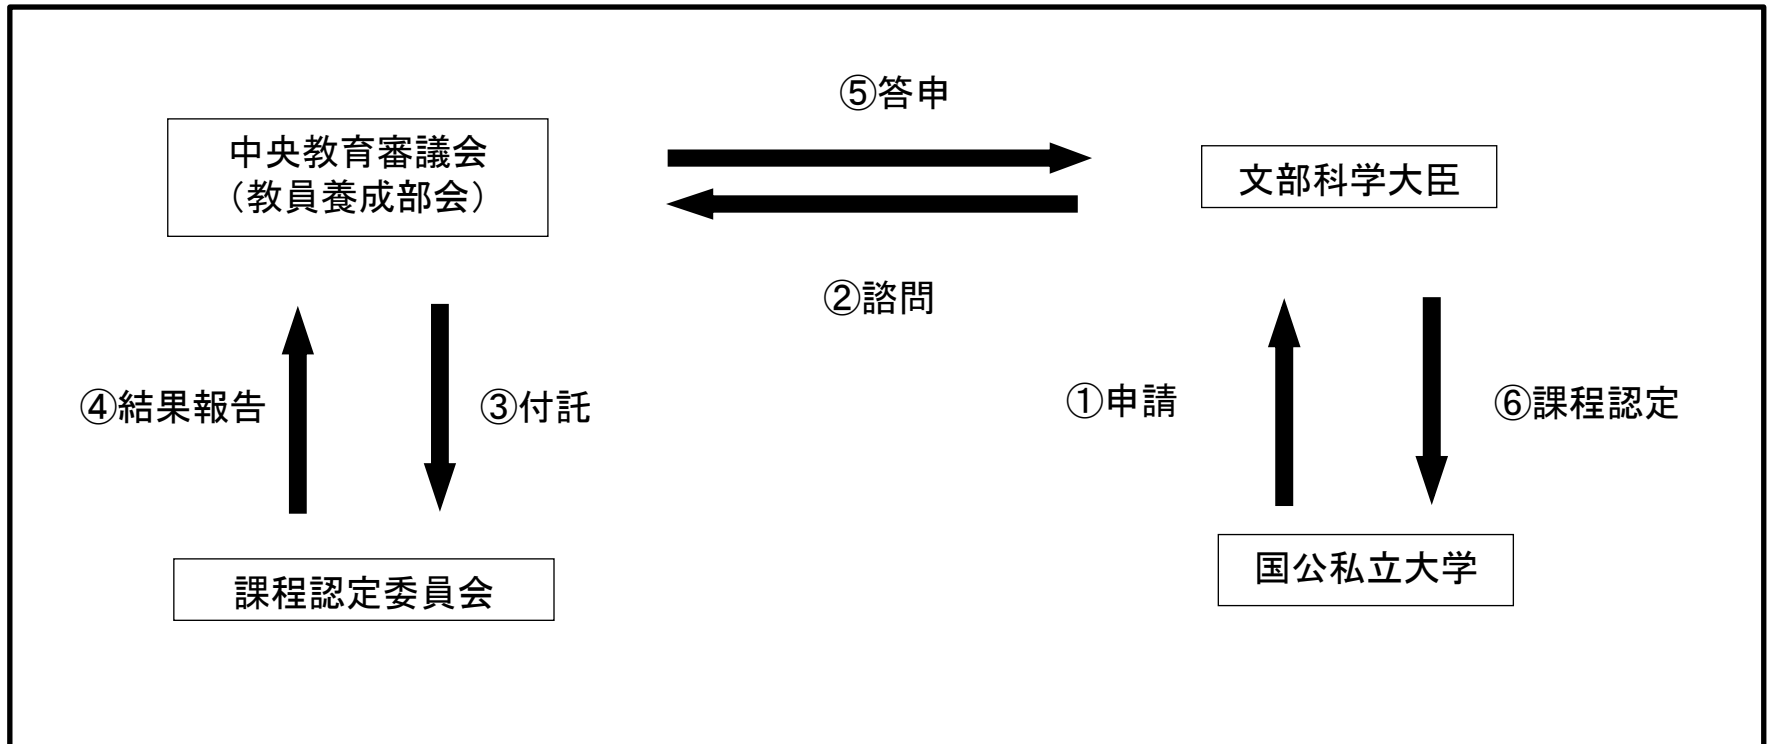 ⑤答申
中央教育審議会
（教員養成部会）
文部科学大臣
②諮問
④結果報告
③付託
①申請
⑥課程認定
課程認定委員会
国公私立大学